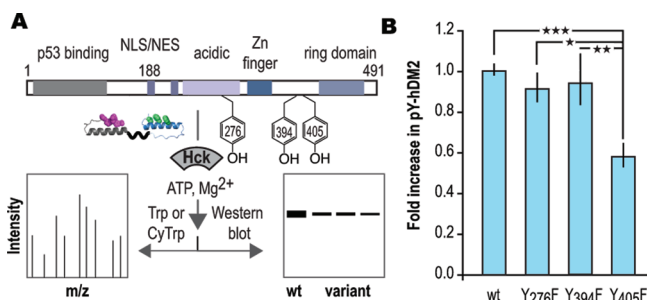 A
p53 binding
NLS/NES
acidic
Zn
finger
ring domain
1
188
491
276
394
405
OH
OH
OH
Hck
ATP, Mg2+
Trp or
CyTrp
Western
blot
Intensity
m/z
wt
variant
B
Fold increase in pY-hDM2
1.2
1.0
0.8
0.6
0.4
0.2
0.0
★★★
★
★★
wt
Y276F
Y394F
Y405F